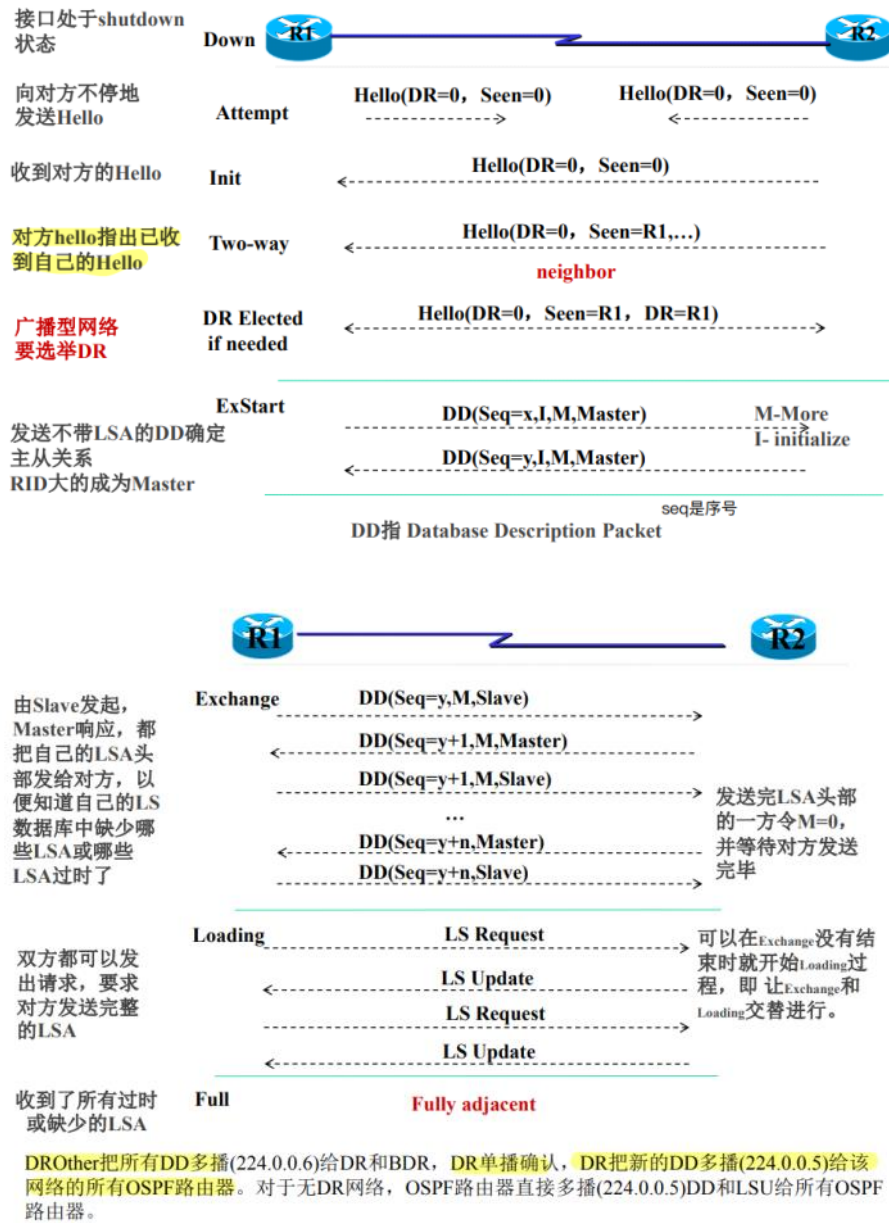 接口处于shutdown
状态
Down
R1
R2
向对方不停地
发送Hello
Attempt
Hello(DR=0，Seen=0)
Hello(DR=0，Seen=0)
收到对方的Hello
Init
Hello(DR=0，Seen=0)
对方hello指出已收
到自己的Hello
Two-way
Hello(DR=0，Seen=R1,…)
neighbor
广播型网络
要选举DR
DR Elected
if needed
Hello(DR=0，Seen=R1，DR=R1)
ExStart
发送不带LSA的DD确定
主从关系
RID大的成为Master
DD(Seq=x,I,M,Master)
DD(Seq=y,I,M,Master)
M-More
I- initialize
seq是序号
DD指 Database Description Packet
R1
R2
由Slave发起，
Master响应，都
把自己的LSA头
部发给对方，以
便知道自己的LS
数据库中缺少哪
些LSA或哪些
LSA过时了
Exchange
DD(Seq=y,M,Slave)
DD(Seq=y+1,M,Master)
DD(Seq=y+1,M,Slave)
…
DD(Seq=y+n,Master)
DD(Seq=y+n,Slave)
发送完LSA头部
的一方令M=0，
并等待对方发送
完毕
双方都可以发
出请求，要求
对方发送完整
的LSA
Loading
LS Request
LS Update
LS Request
LS Update
可以在Exchange没有结
束时就开始Loading过
程，即 让Exchange和
Loading交替进行。
收到了所有过时
或缺少的LSA
Full
Fully adjacent
DROther把所有DD多播(224.0.0.6)给DR和BDR，DR单播确认，DR把新的DD多播(224.0.0.5)给该
网络的所有OSPF路由器。对于无DR网络，OSPF路由器直接多播(224.0.0.5)DD和LSU给所有OSPF
路由器。